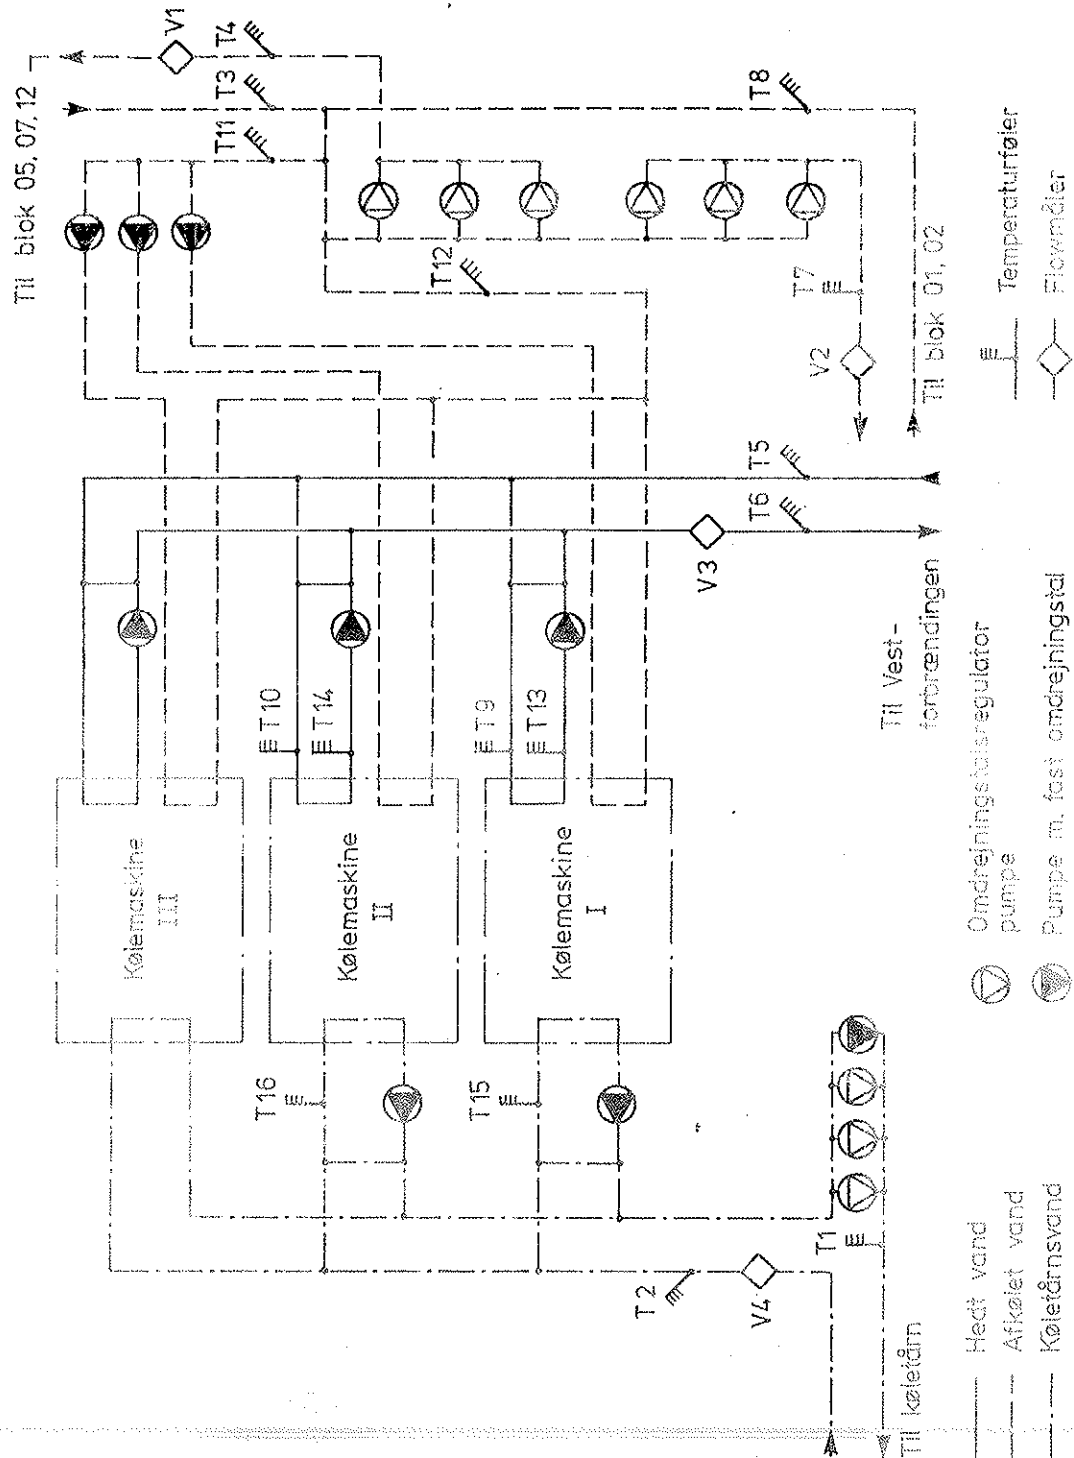 Til blok 05, 07, 12
V1
T4
T3
T11
T8
T12
T7
V2
Til blok 01, 02
T5
T6
V3
Til Vest-
forbrændingen
T10
T14
T9
T13
Kølemaskine
III
Kølemaskine
II
Kølemaskine
I
T16
T15
T1
T2
V4
Til køletårn
Hedt vand
Afkølet vand
Køletårnsvand
Omdrejningstalsregulator
pumpe
Pumpe m. fast omdrejningstal
Temperaturføler
Flowmåler